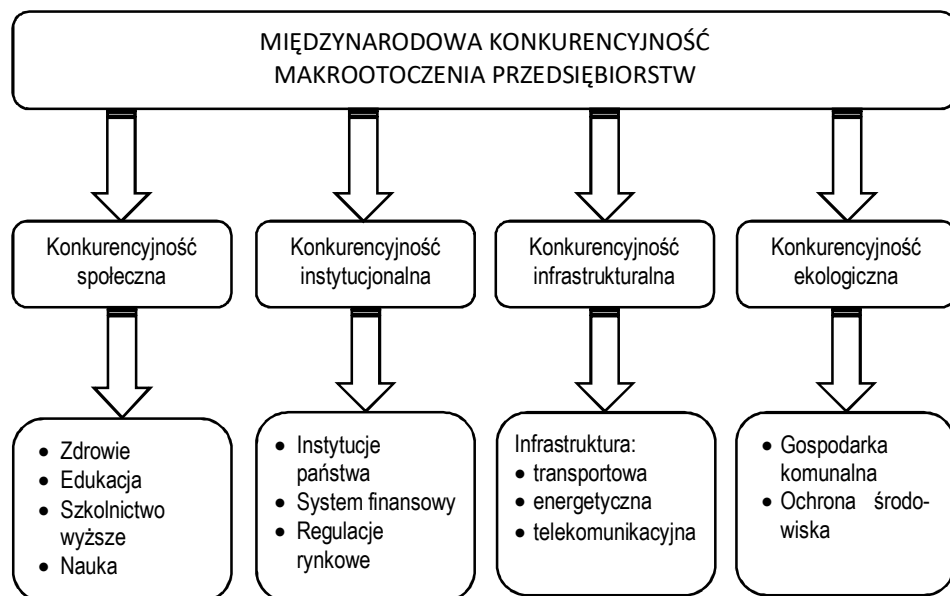 MIĘDZYNARODOWA KONKURENCYJNOŚĆ
MAKROOTOCZENIA PRZEDSIĘBIORSTW
Konkurencyjność
społeczna
Konkurencyjność
instytucjonalna
Konkurencyjność
infrastrukturalna
Konkurencyjność
ekologiczna
• Zdrowie
• Edukacja
• Szkolnictwo
wyższe
• Nauka
• Instytucje
państwa
• System finansowy
• Regulacje
rynkowe
Infrastruktura:
• transportowa
• energetyczna
• telekomunikacyjna
• Gospodarka
komunalna
• Ochrona środo-
wiska